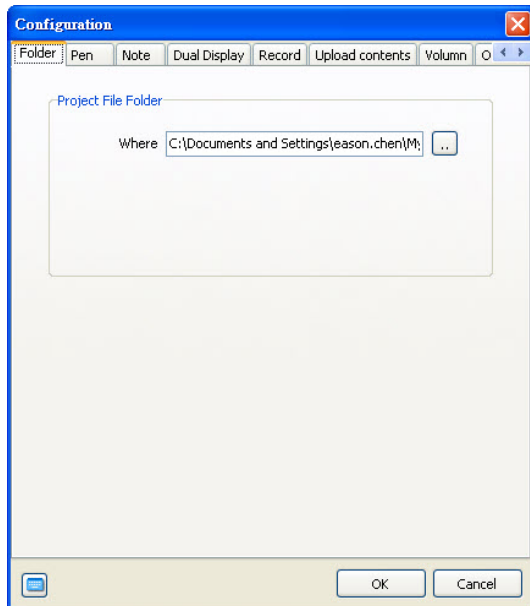 Configuration
Folder Pen Note Dual Display Record Upload contents Volumn O
Project File Folder
Where C:\Documents and Settings\eason.chen\My ..
OK Cancel